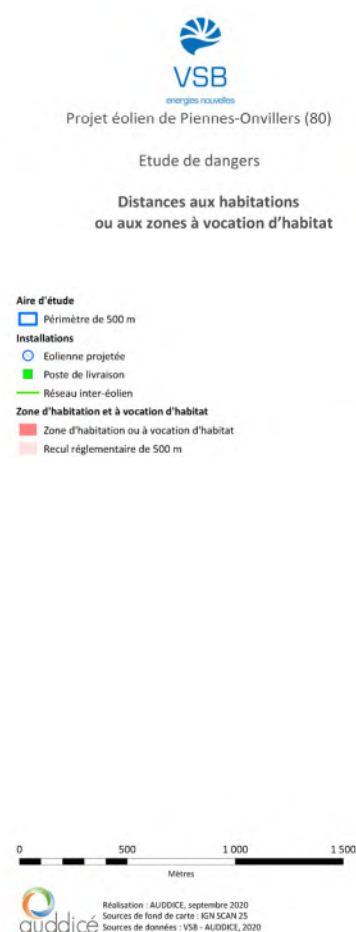 VSB
energies nouvelles
Projet éolien de Piennes-Onvillers (80)
Etude de dangers
Distances aux habitations
ou aux zones à vocation d'habitat
Aire d'étude
Périmètre de 500 m
Installations
Eolienne projetée
Poste de livraison
Réseau inter-éolien
Zone d'habitation et à vocation d'habitat
Zone d'habitation ou à vocation d'habitat
Recul réglementaire de 500 m
0 500 1 000 1 500
Mètres
auddicé
Réalisation : AUDDICE, septembre 2020
Sources de fond de carte : IGN SCAN 25
Sources de données : VSB - AUDDICE, 2020